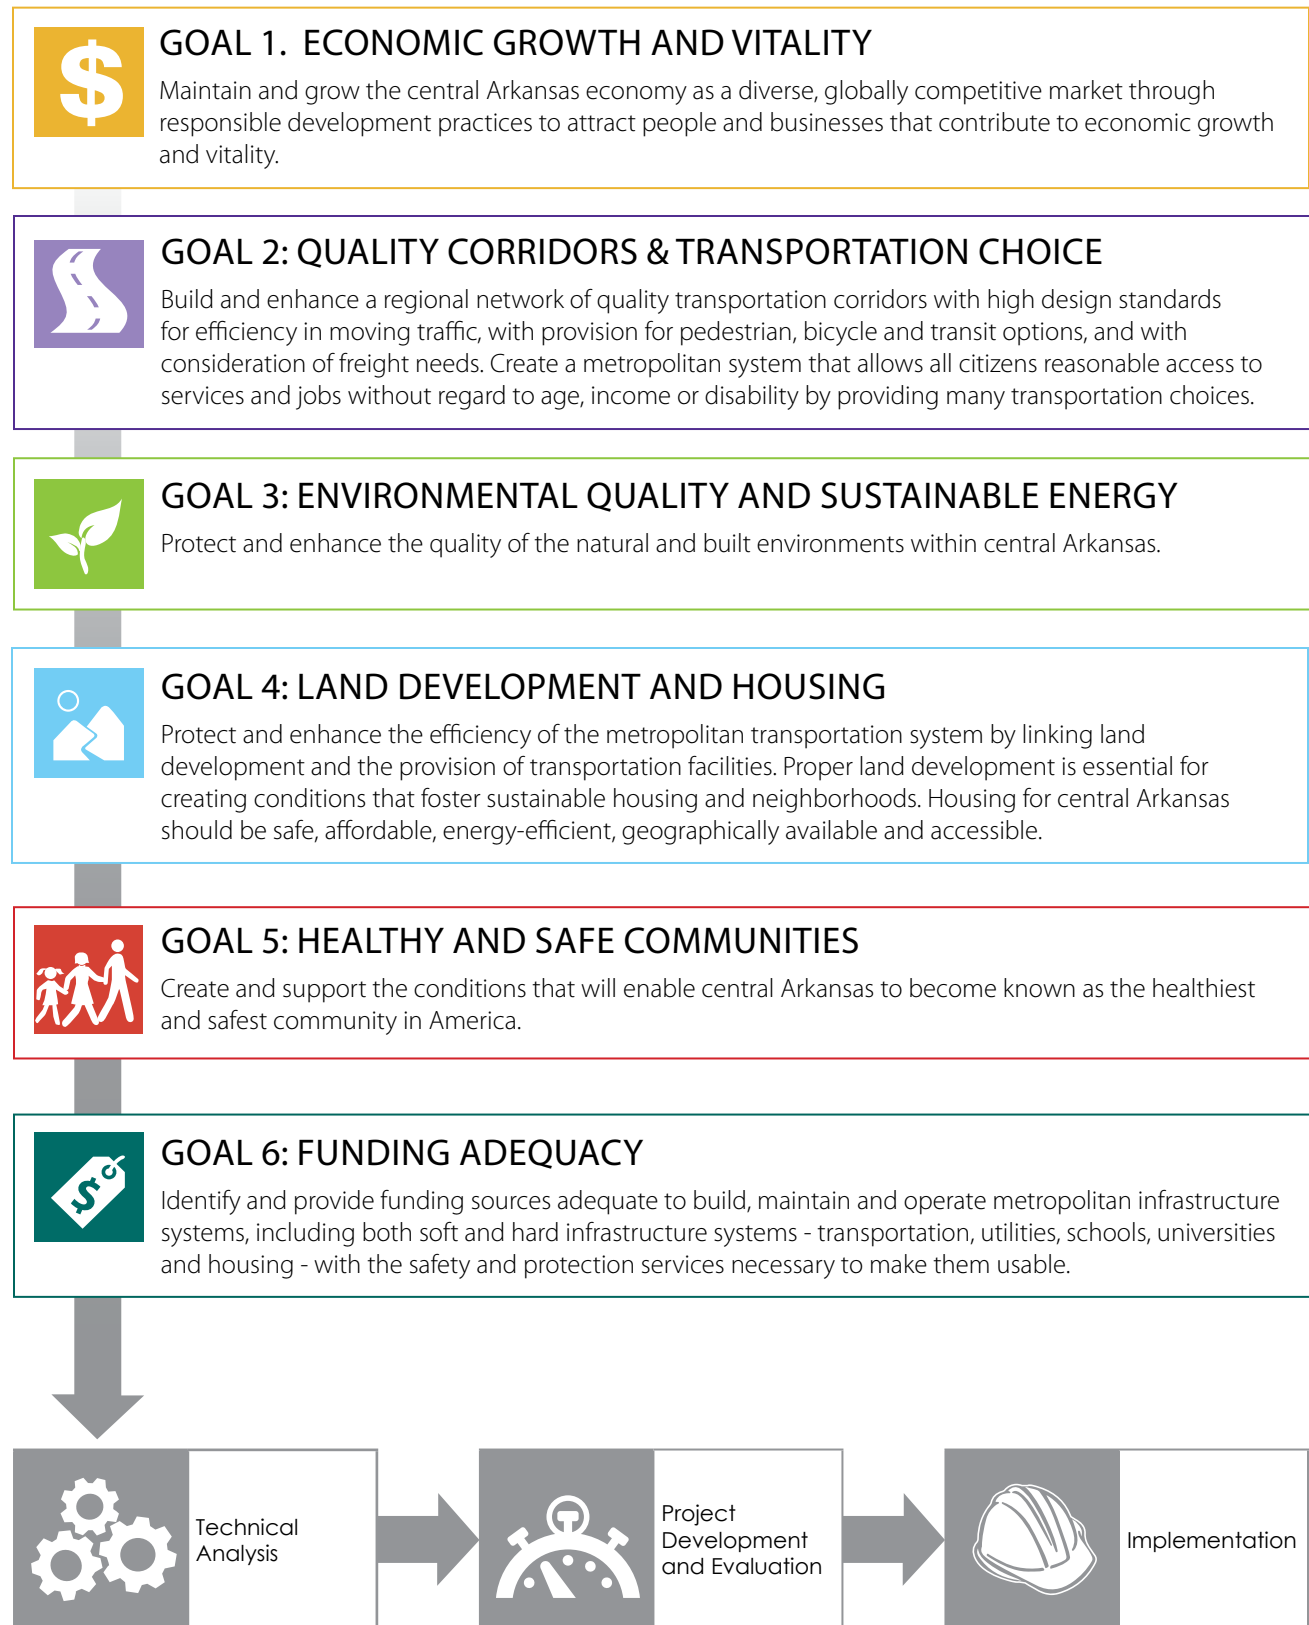 GOAL 1. ECONOMIC GROWTH AND VITALITY
Maintain and grow the central Arkansas economy as a diverse, globally competitive market through
responsible development practices to attract people and businesses that contribute to economic growth
and vitality.
GOAL 2: QUALITY CORRIDORS & TRANSPORTATION CHOICE
Build and enhance a regional network of quality transportation corridors with high design standards
for efficiency in moving traffic, with provision for pedestrian, bicycle and transit options, and with
consideration of freight needs. Create a metropolitan system that allows all citizens reasonable access to
services and jobs without regard to age, income or disability by providing many transportation choices.
GOAL 3: ENVIRONMENTAL QUALITY AND SUSTAINABLE ENERGY
Protect and enhance the quality of the natural and built environments within central Arkansas.
GOAL 4: LAND DEVELOPMENT AND HOUSING
Protect and enhance the efficiency of the metropolitan transportation system by linking land
development and the provision of transportation facilities. Proper land development is essential for
creating conditions that foster sustainable housing and neighborhoods. Housing for central Arkansas
should be safe, affordable, energy-efficient, geographically available and accessible.
GOAL 5: HEALTHY AND SAFE COMMUNITIES
Create and support the conditions that will enable central Arkansas to become known as the healthiest
and safest community in America.
GOAL 6: FUNDING ADEQUACY
Identify and provide funding sources adequate to build, maintain and operate metropolitan infrastructure
systems, including both soft and hard infrastructure systems - transportation, utilities, schools, universities
and housing - with the safety and protection services necessary to make them usable.
Technical
Analysis
Project
Development
and Evaluation
Implementation